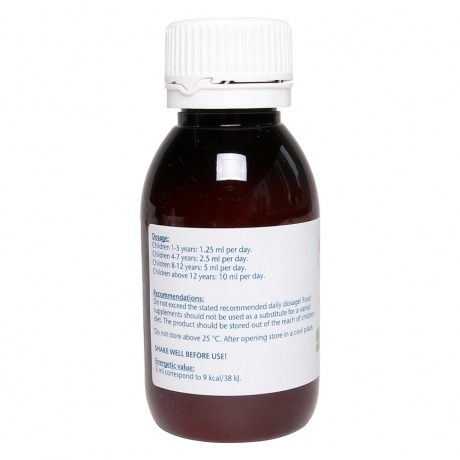 Dosage:
Children 1-3 years: 1.25 ml per day.
Children 4-7 years: 2,5 ml per day.
Children 8-12 years: 5 ml per day.
Children above 12 years: 10 ml per day.
Recommendations:
Do not exceed the stated recommended daily dosage! Food
supplements should not be used as a substitute for a varied
diet. The product should be stored out of the reach of children.
Do not store above 25 °C. After opening store in a cool place.
SHAKE WELL BEFORE USE!
Energetic value:
5 ml correspond to 9 kcal/38 kJ.